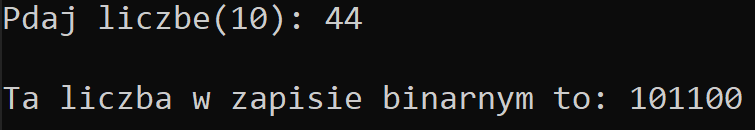 Pdaj liczbe(10): 44
Ta liczba w zapisie binarnym to: 101100